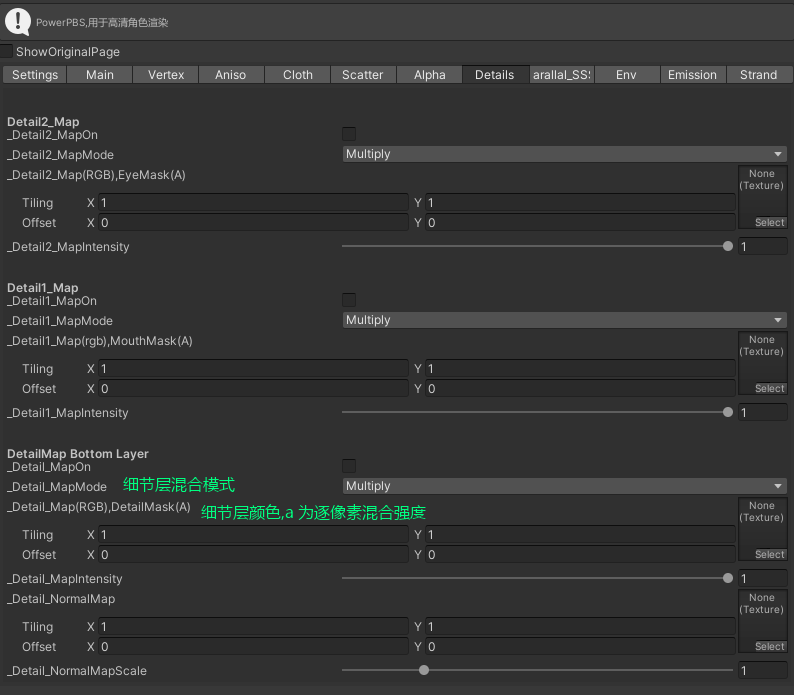 PowerPBS,用于高清角色渲染
ShowOriginalPage
Settings Main Vertex Aniso Cloth Scatter Alpha Details arallal_SS: Env Emission Strand
Detail2_Map
_Detail2_MapOn
_Detail2_MapMode Multiply
_Detail2_Map(RGB),EyeMask(A) None
(Texture)
Tiling X 1 Y 1
Offset X 0 Y 0 Select
_Detail2_MapIntensity 1
Detail1_Map
_Detail1_MapOn
_Detail1_MapMode Multiply
_Detail1_Map(rgb),MouthMask(A) None
(Texture)
Tiling X 1 Y 1
Offset X 0 Y 0 Select
_Detail1_MapIntensity 1
DetailMap Bottom Layer
_Detail_MapOn
_Detail_MapMode 细节层混合模式 Multiply
_Detail_Map(RGB),DetailMask(A) 细节层颜色,a 为逐像素混合强度 None
(Texture)
Tiling X 1 Y 1
Offset X 0 Y 0 Select
_Detail_MapIntensity 1
_Detail_NormalMap None
(Texture)
Tiling X 1 Y 1
Offset X 0 Y 0 Select
_Detail_NormalMapScale 1